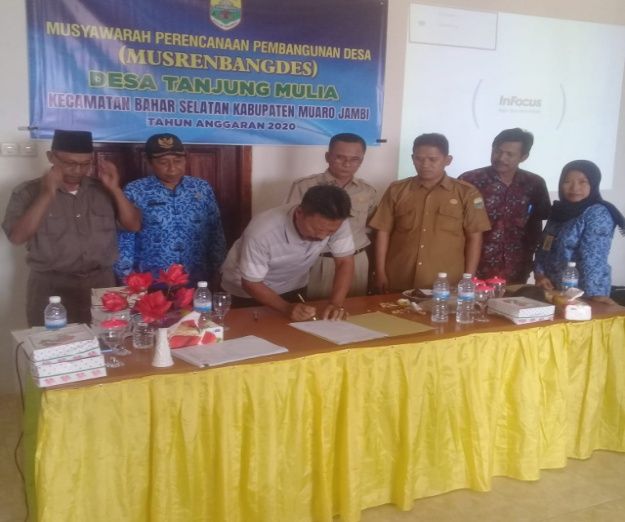 MUSYAWARAH PERENCANAAN PEMBANGUNAN DESA
(MUSRENBANGDES)
DESA TANJUNG MULIA
KECAMATAN BAHAR SELATAN KABUPATEN MUARO JAMBI
TAHUN ANGGARAN 2020
InFocus